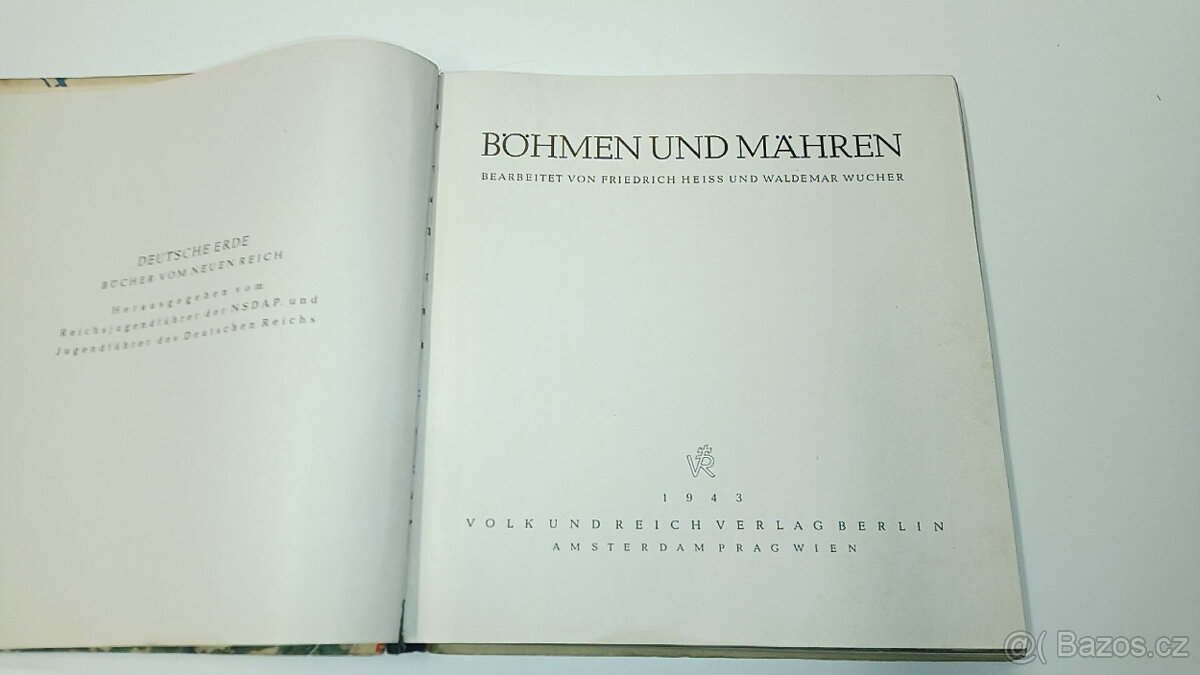 DEUTSCHE ERDE
BÜCHER VOM NEUEN REICH
Herausgegeben vom
Reichsjugendführer der NSDAP. und
Jugendführer des Deutschen Reichs
BÖHMEN UND MÄHREN
BEARBEITET VON FRIEDRICH HEISS UND WALDEMAR WUCHER
VR
1943
VOLK UND REICH VERLAG BERLIN
AMSTERDAM PRAG WIEN
@( Bazos.cz